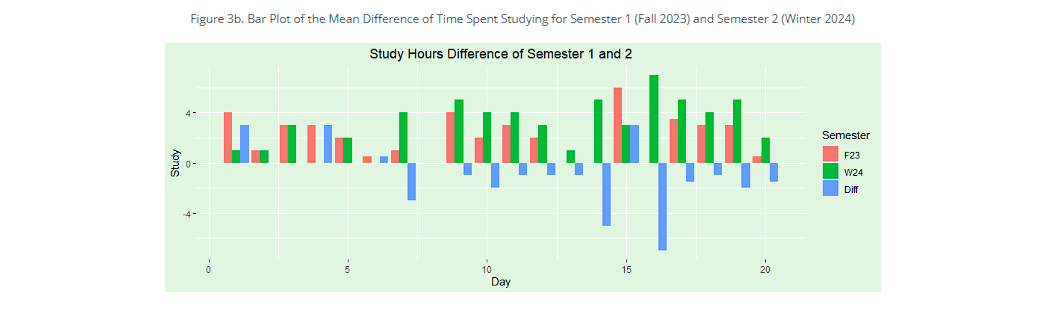 Figure 3b. Bar Plot of the Mean Difference of Time Spent Studying for Semester 1 (Fall 2023) and Semester 2 (Winter 2024)
Study Hours Difference of Semester 1 and 2
4
0
-4
Study
0
5
10
15
20
Day
Semester
F23
W24
Diff